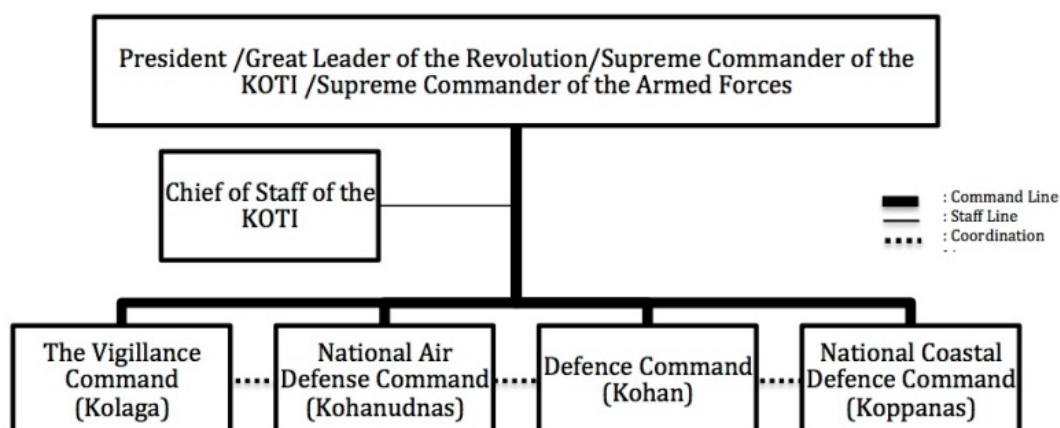 President /Great Leader of the Revolution/Supreme Commander of the
KOTI /Supreme Commander of the Armed Forces
Chief of Staff of the
KOTI
: Command Line
: Staff Line
: Coordination
The Vigillance
Command
(Kolaga)
National Air
Defense Command
(Kohanudnas)
Defence Command
(Kohan)
National Coastal
Defence Command
(Koppanas)